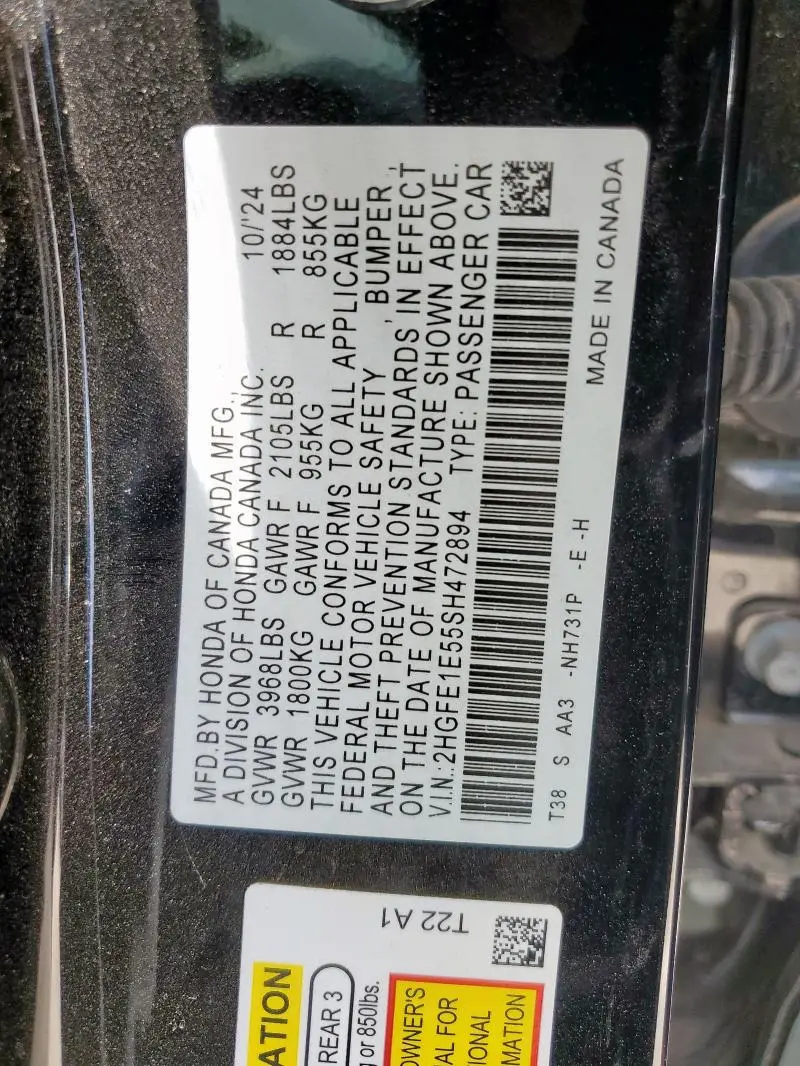 MFD. BY HONDA OF CANADA MFG.,
A DIVISION OF HONDA CANADA INC. 10/'24
GVWR 3968LBS GAWR F 2105LBS R 1884LBS
GVWR 1800KG GAWR F 955KG R 855KG
THIS VEHICLE CONFORMS TO ALL APPLICABLE
FEDERAL MOTOR VEHICLE SAFETY, BUMPER,
AND THEFT PREVENTION STANDARDS IN EFFECT
ON THE DATE OF MANUFACTURE SHOWN ABOVE.
V.I.N.:2HGFE1E55SH472894 TYPE: PASSENGER CAR
T38 S AA3 -NH731P -E -H MADE IN CANADA
T22 A1
ATION
REAR 3
g or 850lbs.
OWNER'S
AL FOR
IONAL
MATION